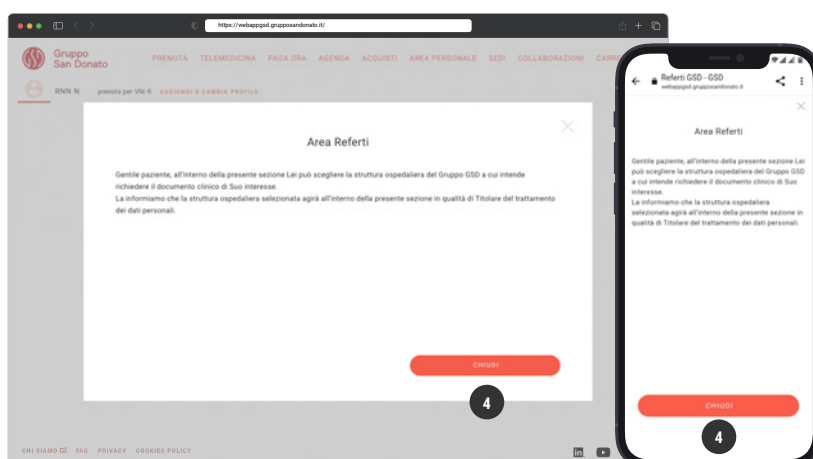 https://webappgsd.grupposandonato.it/
Gruppo
San Donato
PRENOTA TELEMEDICINA PAGA ORA AGENDA ACQUISTI AREA PERSONALE SEDI COLLABORAZIONI
RNN N. prenota per VNI R. AGGIUNGI O CAMBIA PROFILO
Area Referti
Gentile paziente, all'interno della presente sezione Lei può scegliere la struttura ospedaliera del Gruppo GSD a cui intende
richiedere il documento clinico di Suo interesse.
La informiamo che la struttura ospedaliera selezionata agirà all'interno della presente sezione in qualità di Titolare del trattamento
dei dati personali.
CHIUDI
4
CHI SIAMO FAQ PRIVACY COOKIES POLICY
Referti GSD - GSD
webappgsd.grupposandonato.it
Area Referti
Gentile paziente, all'interno della presente sezione Lei
può scegliere la struttura ospedaliera del Gruppo GSD
a cui intende richiedere il documento clinico di Suo
interesse.
La informiamo che la struttura ospedaliera
selezionata agirà all'interno della presente sezione in
qualità di Titolare del trattamento dei dati personali.
CHIUDI
4